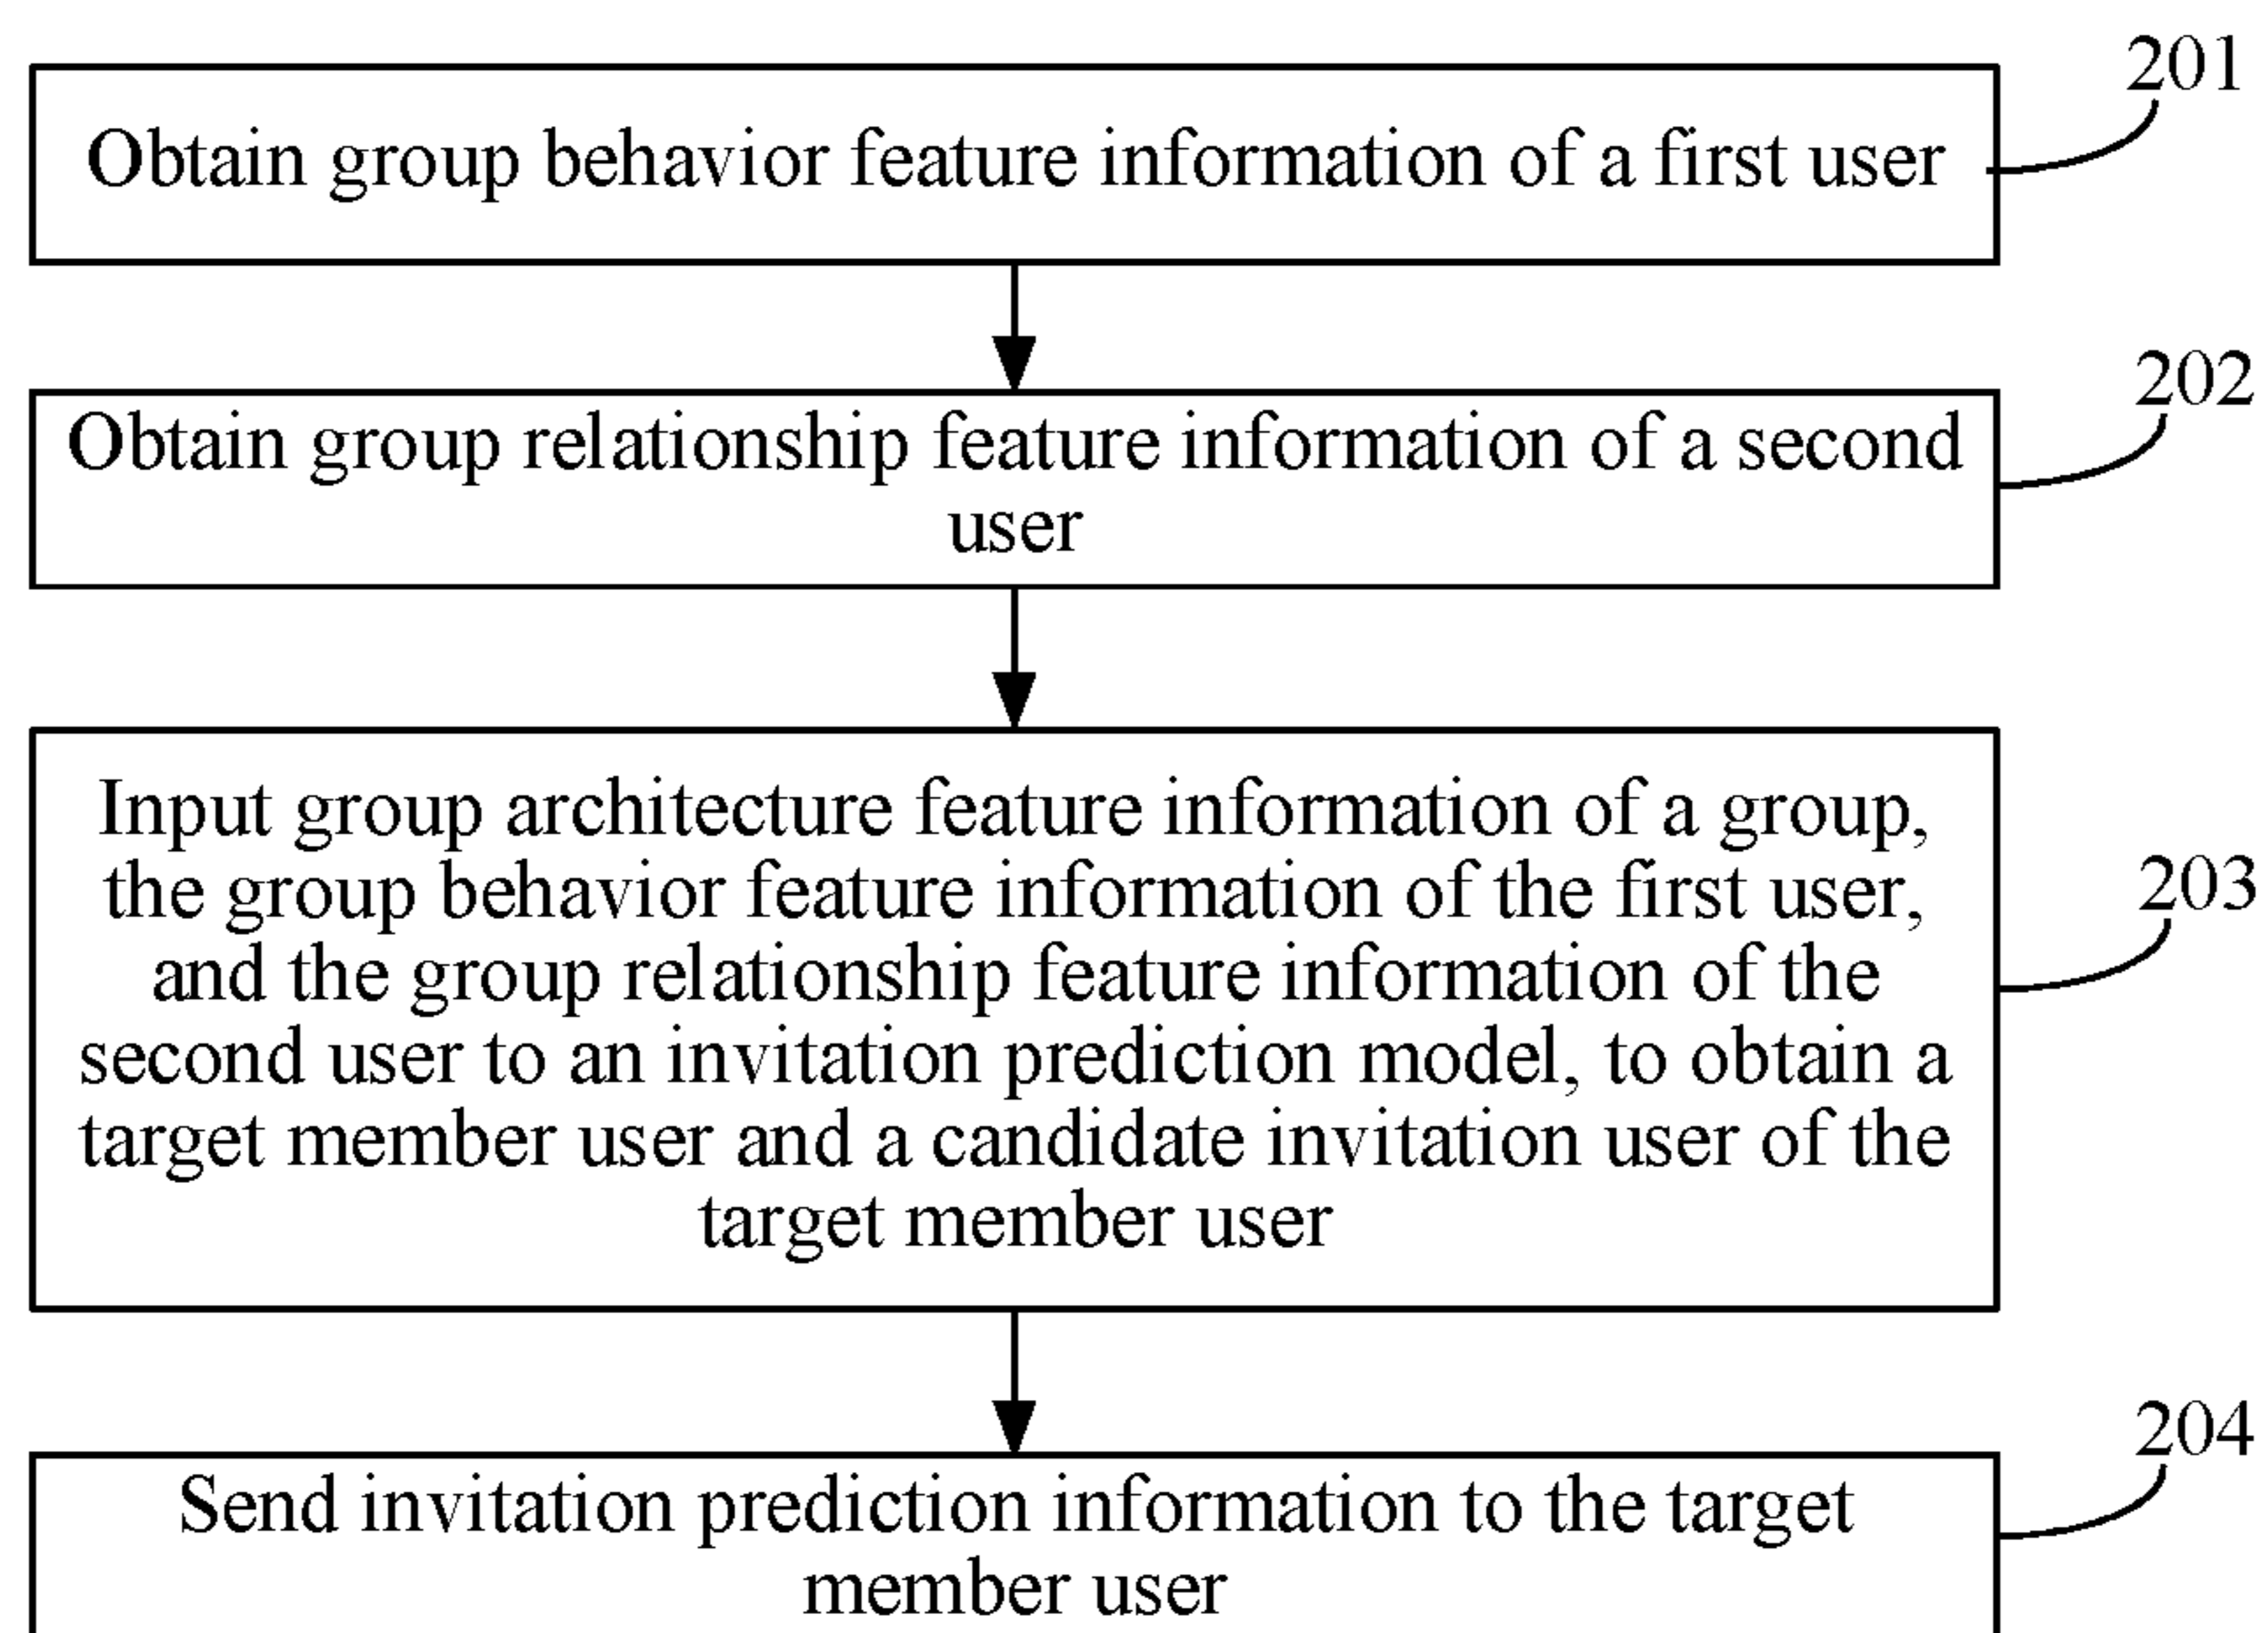 201
Obtain group behavior feature information of a first user
202
Obtain group relationship feature information of a second
user
Input group architecture feature information of a group,
the group behavior feature information of the first user,
203
and the group relationship feature information of the
second user to an invitation prediction model, to obtain a
target member user and a candidate invitation user of the
target member user
204
Send invitation prediction information to the target
member user